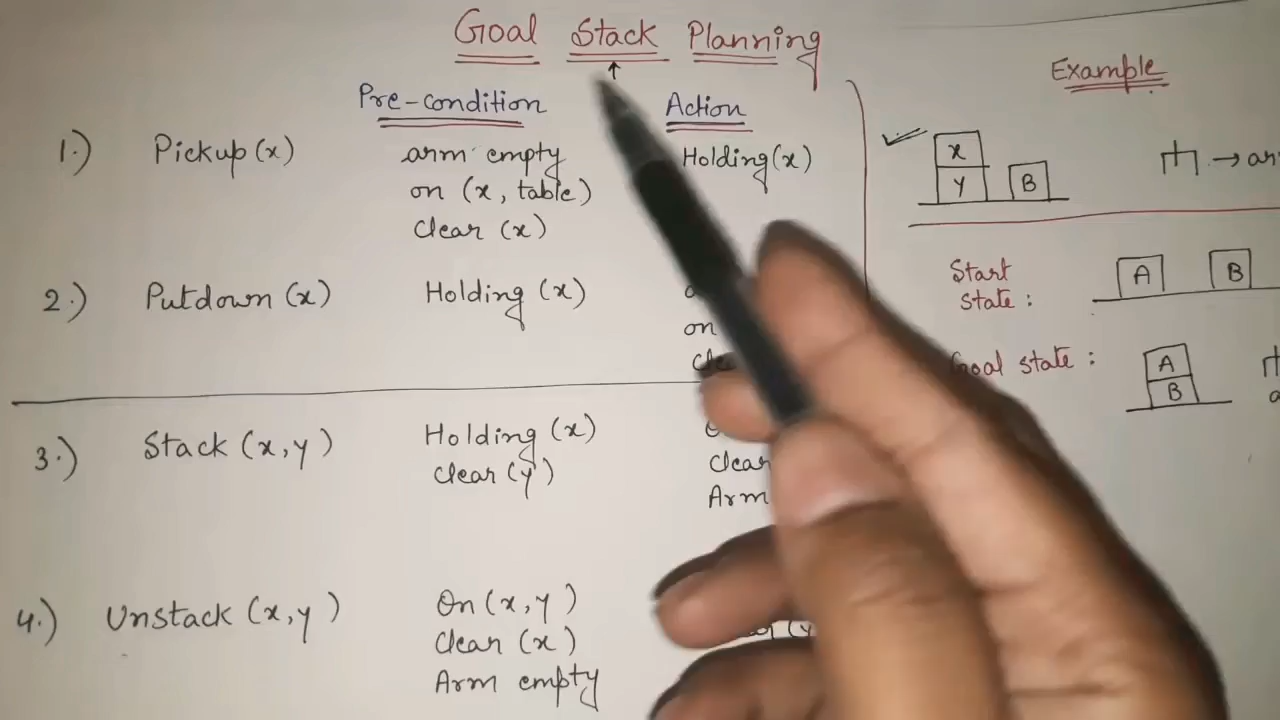 Goal Stack Planning
Pre-condition Action
1.) Pickup (x) arm empty Holding (x)
on (x, table)
Clear (x)
2.) Putdown (x) Holding (x)
on
3.) Stack (x,y) Holding (x)
Clear (y) Clear
Arm
4.) Unstack (x,y) On (x,y)
Clear (x) (y
Arm empty
Example
x
y B
→
Start A B
state :
Goal state : A
B